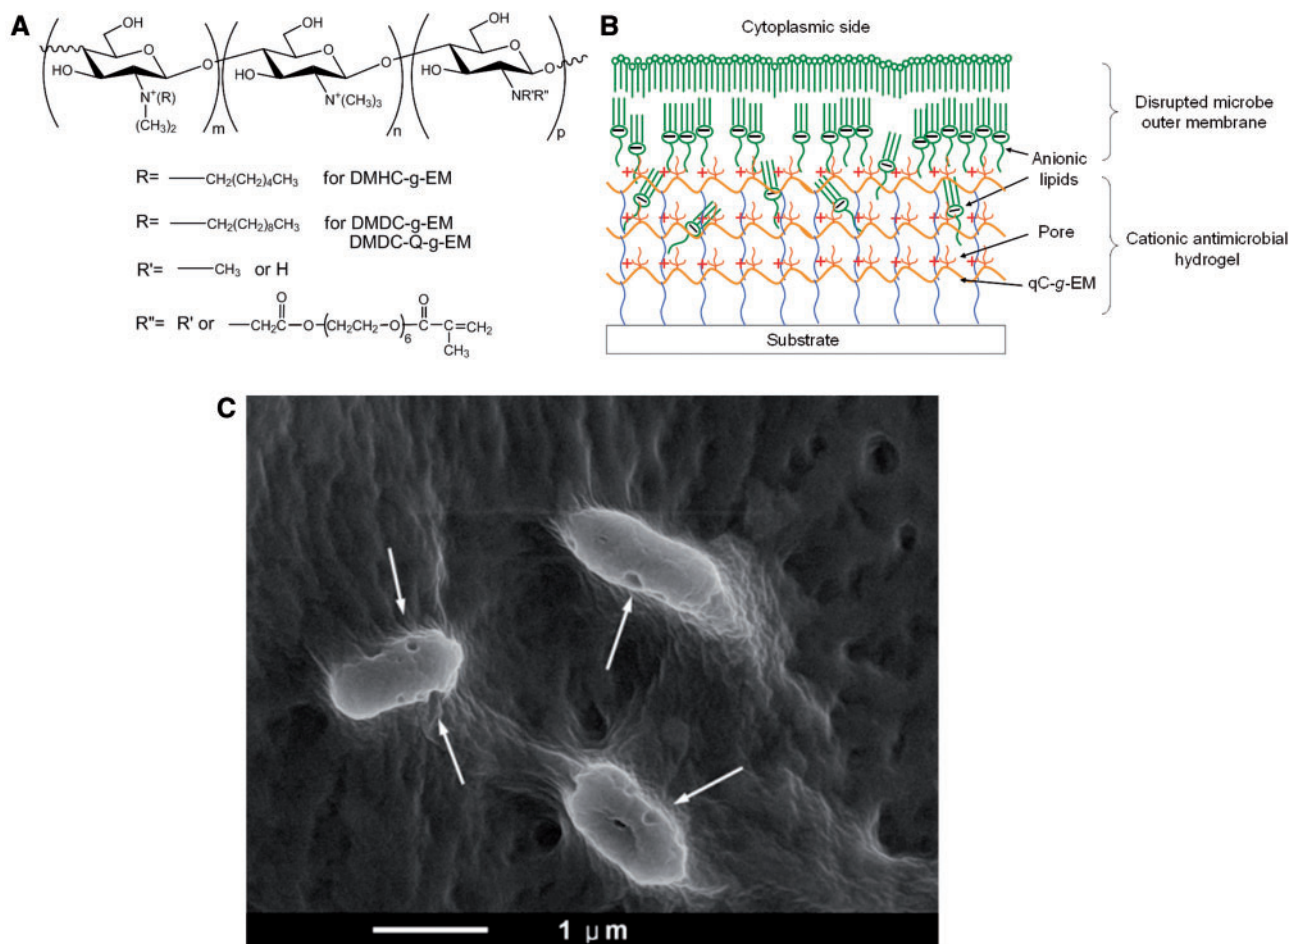 A
OH
O
HO
N⁺(R)
(CH₃)₂
m
OH
O
O
HO
N⁺(CH₃)₃
n
O
OH
O
HO
NR'R"
O
p
R= —CH₂(CH₂)₄CH₃ for DMHC-g-EM
R= —CH₂(CH₂)₈CH₃ for DMDC-g-EM
DMDC-Q-g-EM
R'= —CH₃ or H
R"= R' or —CH₂—C(=O)—O—(CH₂CH₂—O)₆—C(=O)—C(CH₃)=CH₂
B
Cytoplasmic side
Disrupted microbe
outer membrane
Anionic
lipids
Pore
Cationic antimicrobial
hydrogel
qC-g-EM
Substrate
C
1 μm